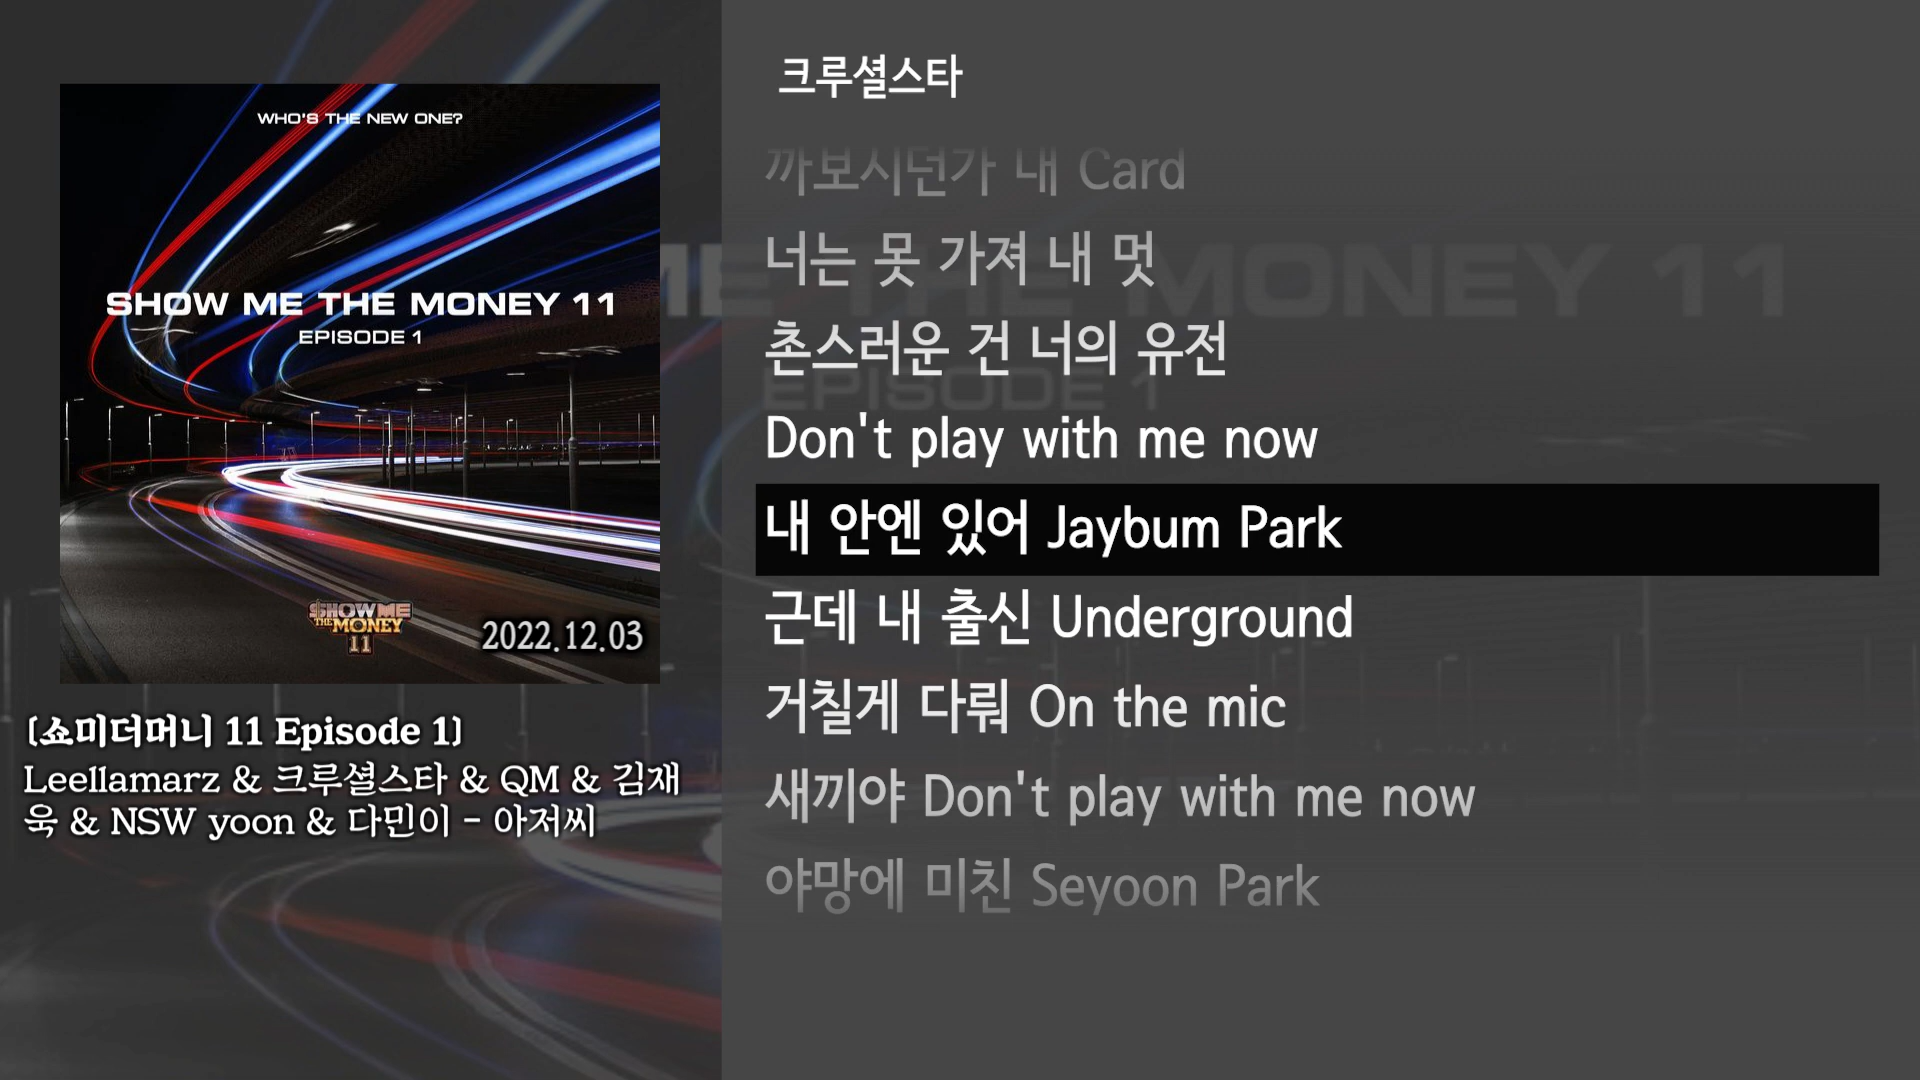 WHO'S THE NEW ONE?
SHOW ME THE MONEY 11
EPISODE 1
SHOW ME
THE MONEY
11
2022.12.03
[쇼미더머니 11 Episode 1]
Leellamarz & 크루셜스타 & QM & 김재
욱 & NSW yoon & 다민이 - 아저씨
크루셜스타
까보시던가 내 Card
너는 못 가져 내 멋
촌스러운 건 너의 유전
Don't play with me now
내 안엔 있어 Jaybum Park
근데 내 출신 Underground
거칠게 다뤄 On the mic
새끼야 Don't play with me now
야망에 미친 Seyoon Park
ME THE MONEY 11
EPISODE 1